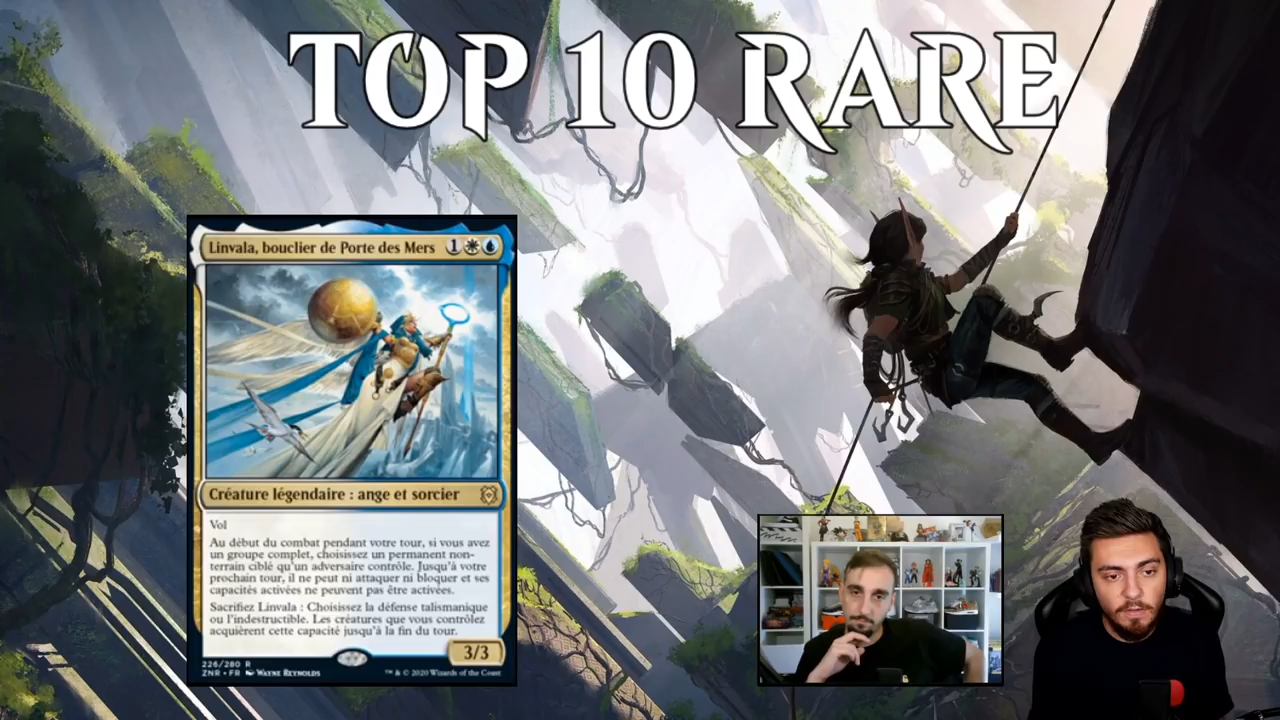 TOP 10 RARE
Linvala, bouclier de Porte des Mers 1
Créature légendaire : ange et sorcier
Vol
Au début du combat pendant votre tour, si vous avez
un groupe complet, choisissez un permanent non-
terrain ciblé qu'un adversaire contrôle. Jusqu'à votre
prochain tour, il ne peut ni attaquer ni bloquer et ses
capacités activées ne peuvent pas être activées.
Sacrifiez Linvala : Choisissez la défense talismanique
ou l'indestructible. Les créatures que vous contrôlez
acquièrent cette capacité jusqu'à la fin du tour.
3/3
226/280 R
ZNR • FR WAYNE REYNOLDS
™ & © 2020 Wizards of the Coast